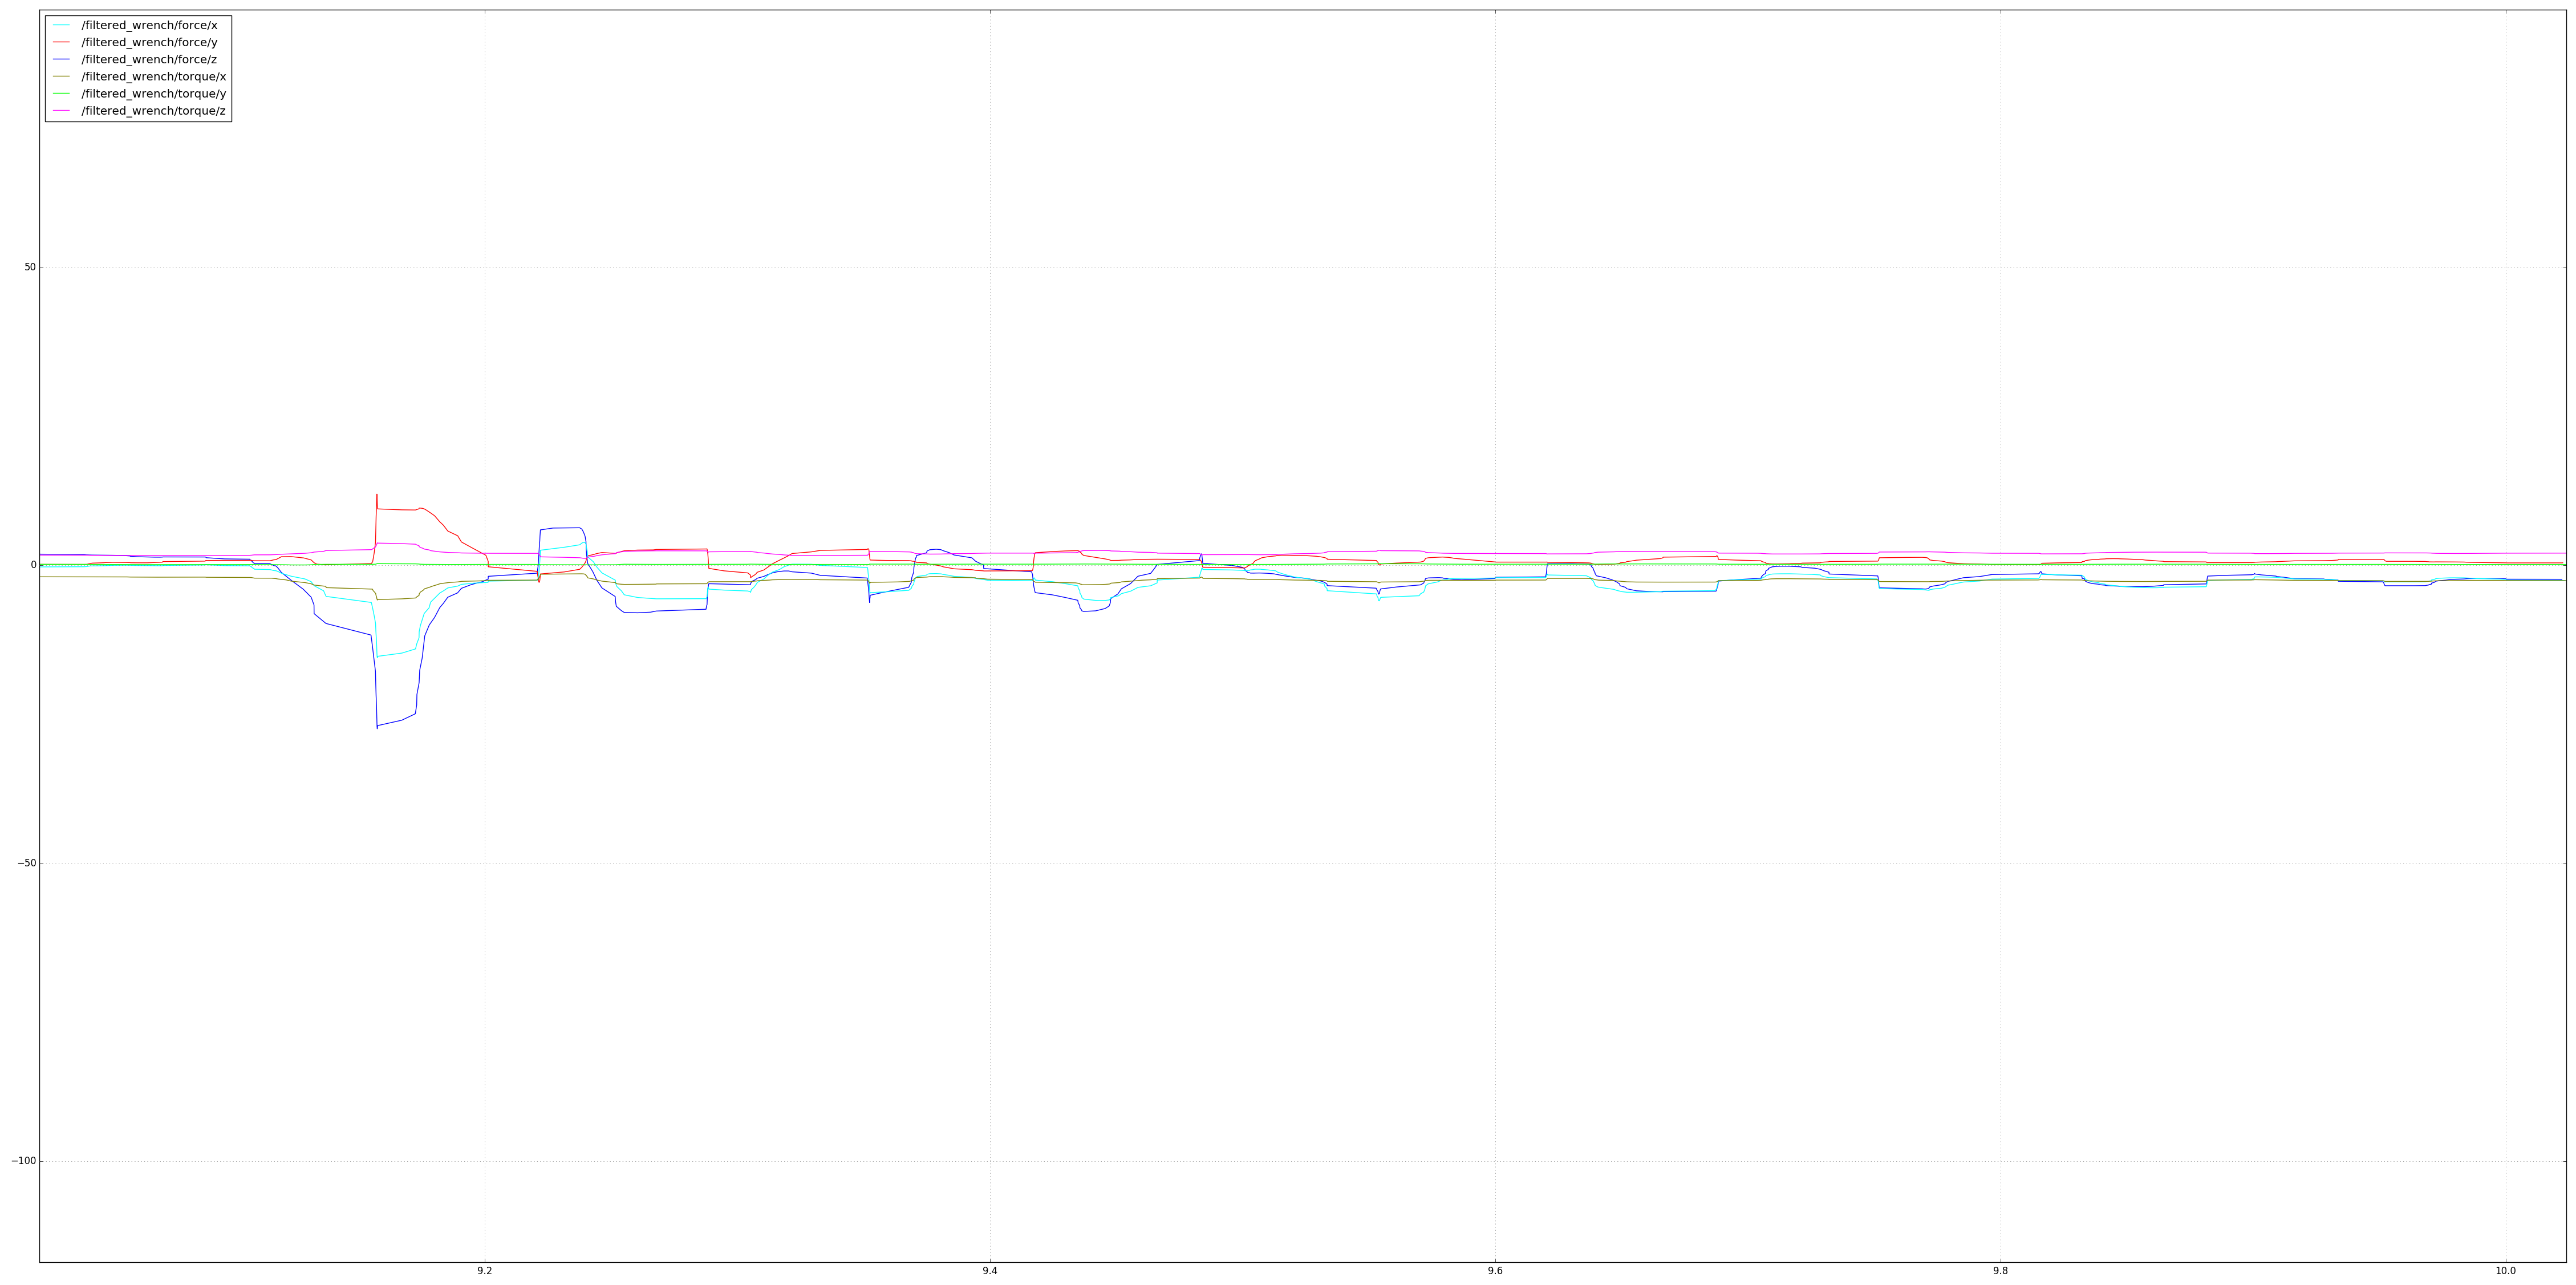 /filtered_wrench/force/x
/filtered_wrench/force/y
/filtered_wrench/force/z
/filtered_wrench/torque/x
/filtered_wrench/torque/y
/filtered_wrench/torque/z
50
0
−50
−100
9.2 9.4 9.6 9.8 10.0